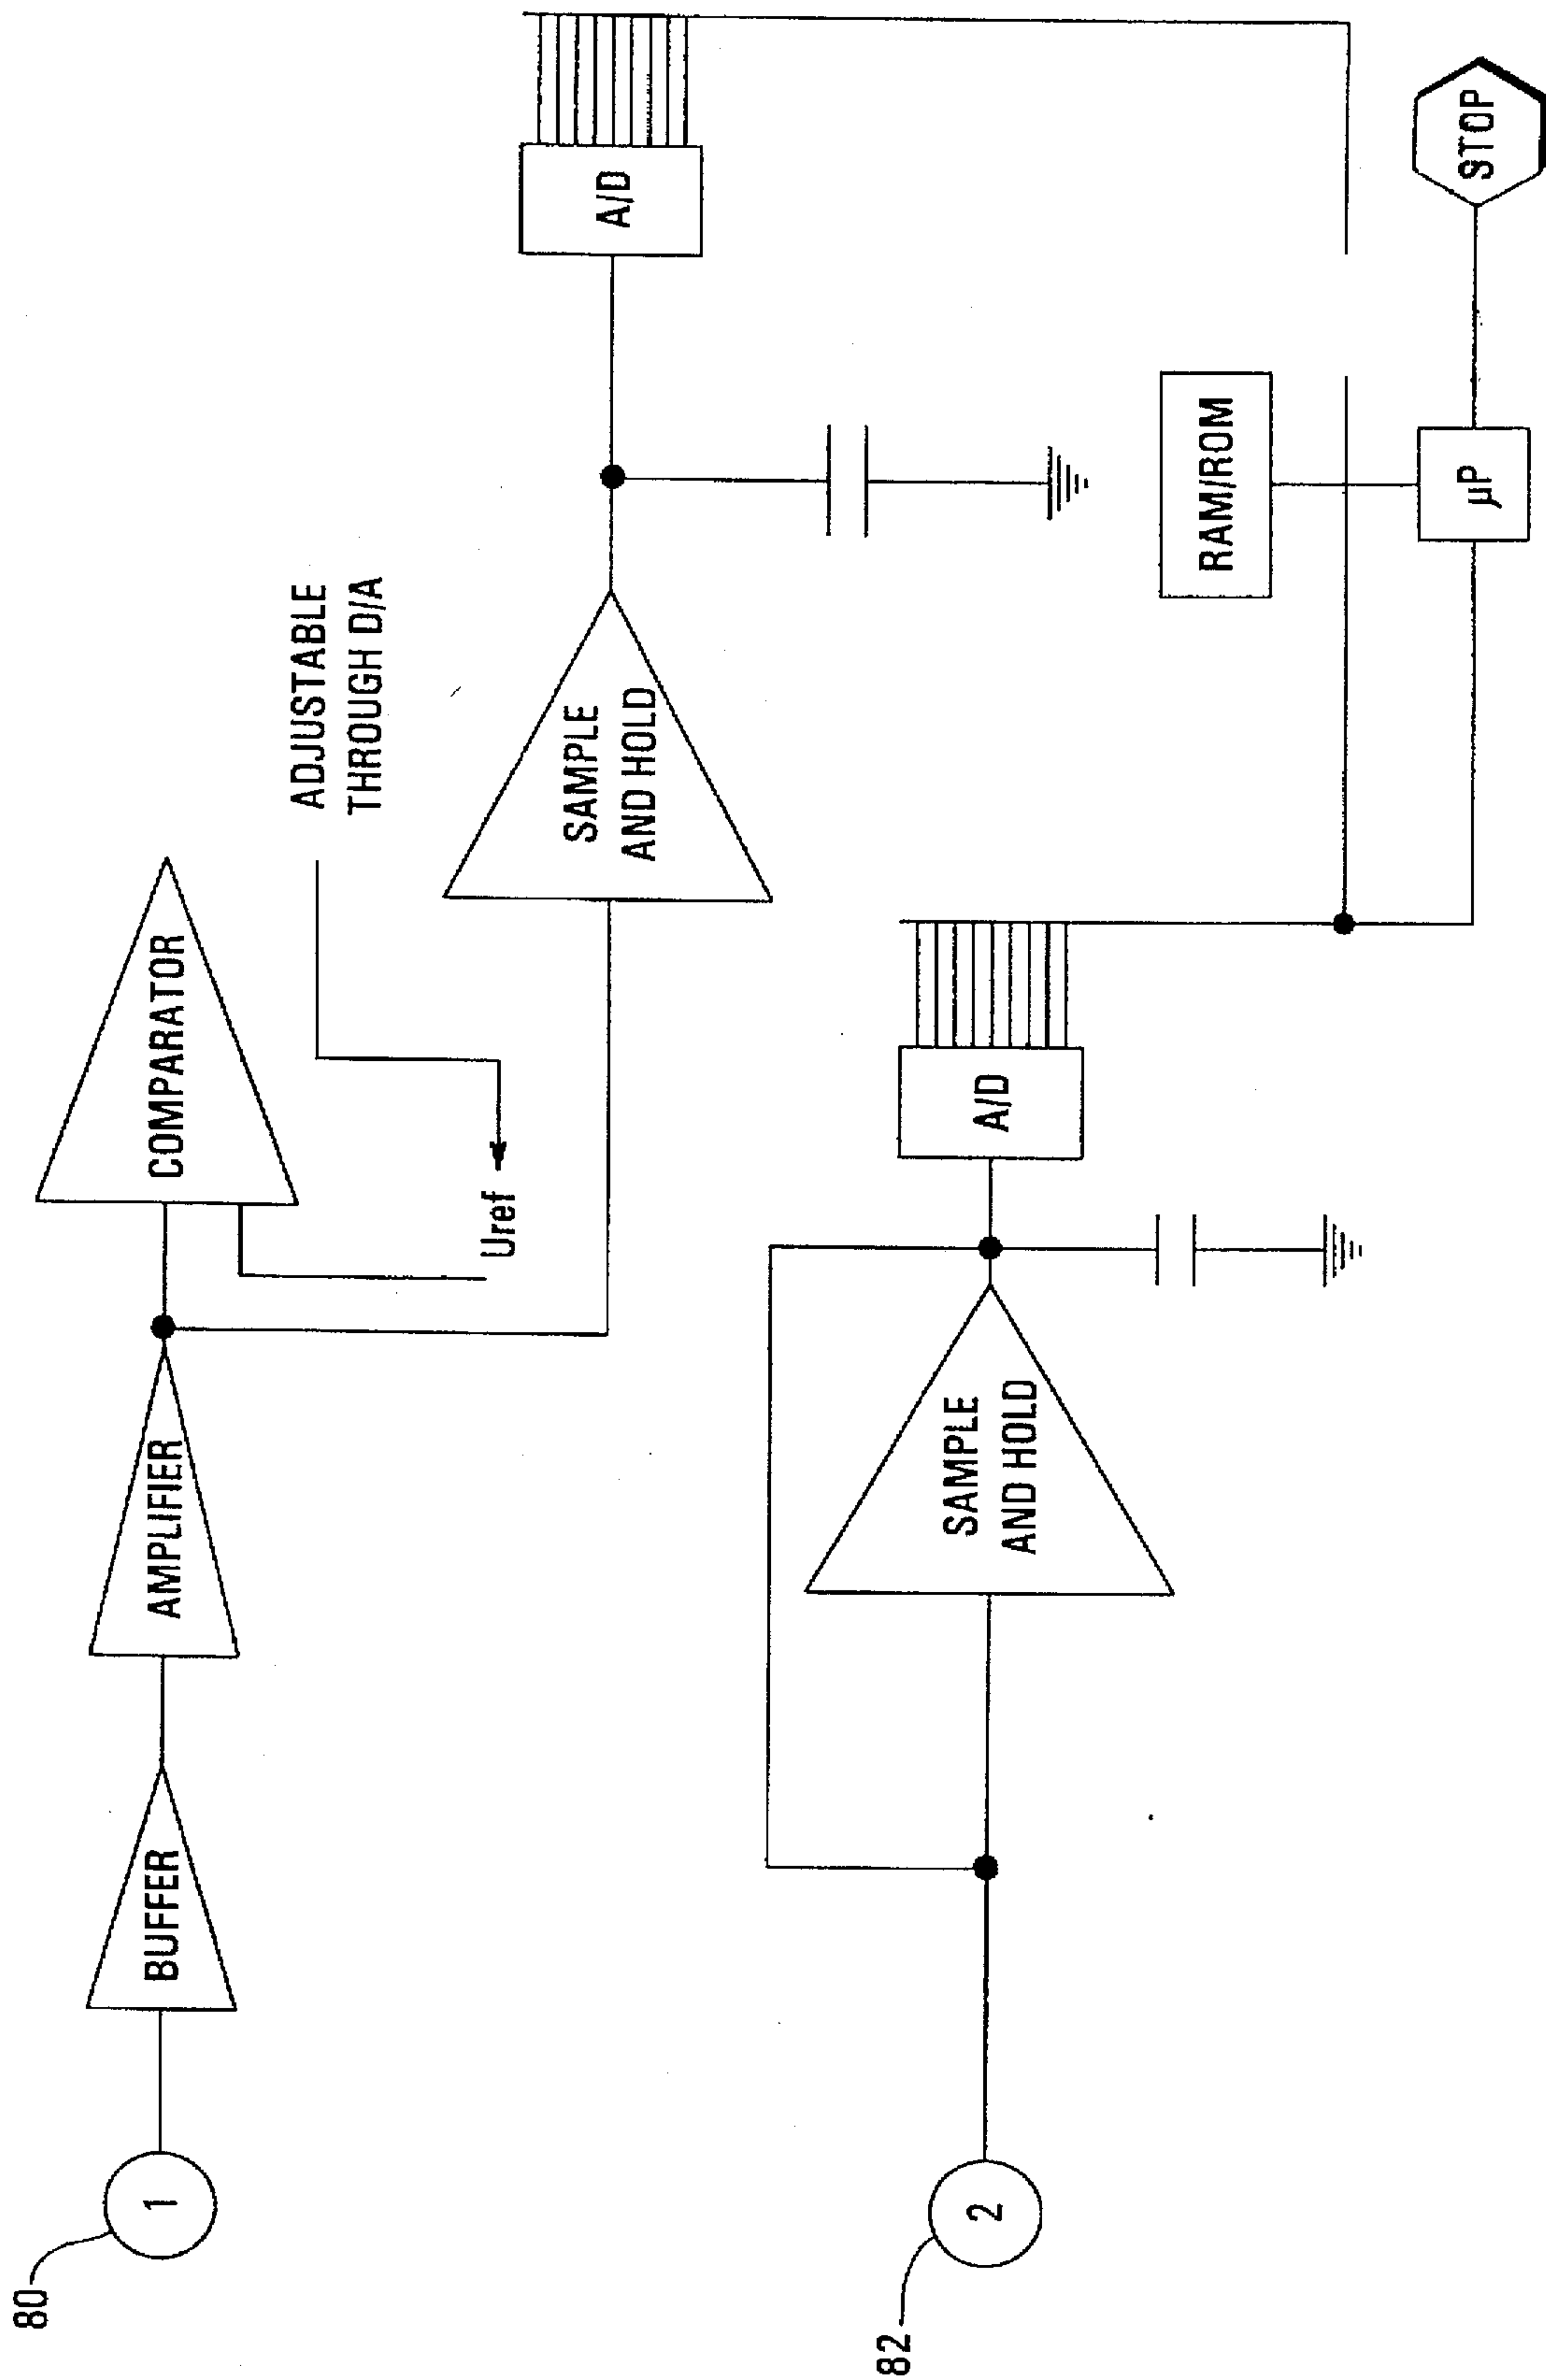 80
1
BUFFER
AMPLIFIER
COMPARATOR
Uref
ADJUSTABLE
THROUGH D/A
SAMPLE
AND HOLD
A/D
82
2
SAMPLE
AND HOLD
A/D
RAM/ROM
µP
STOP